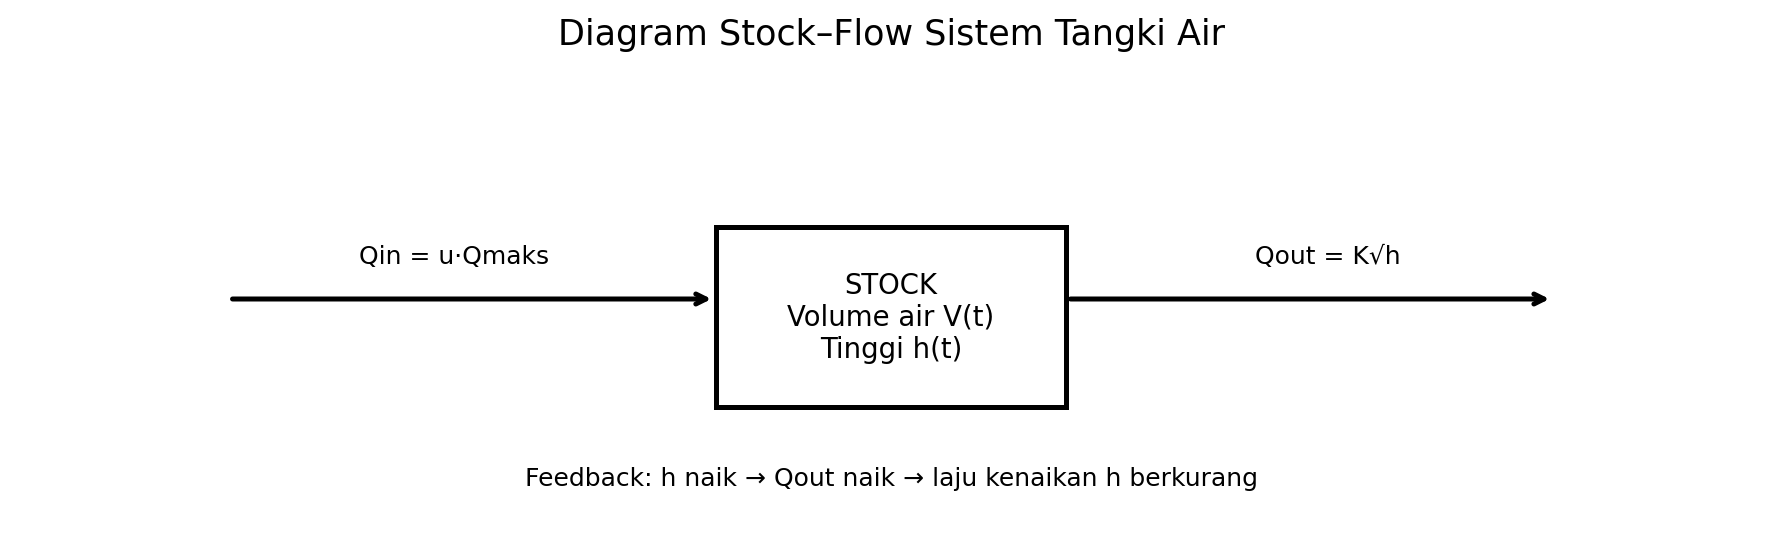 Diagram Stock–Flow Sistem Tangki Air
Qin = u·Qmaks
Qout = K√h
STOCK
Volume air V(t)
Tinggi h(t)
Feedback: h naik → Qout naik → laju kenaikan h berkurang